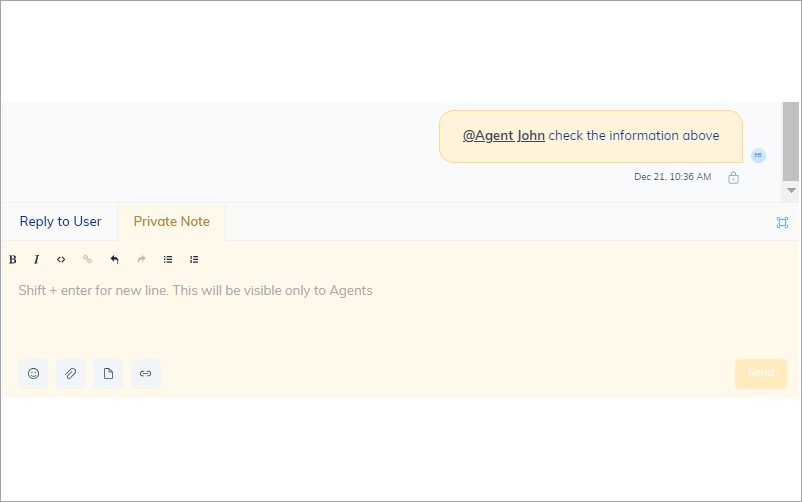 @Agent John check the information above
Dec 21, 10:36 AM
Reply to User Private Note
B I
Shift + enter for new line. This will be visible only to Agents
Send